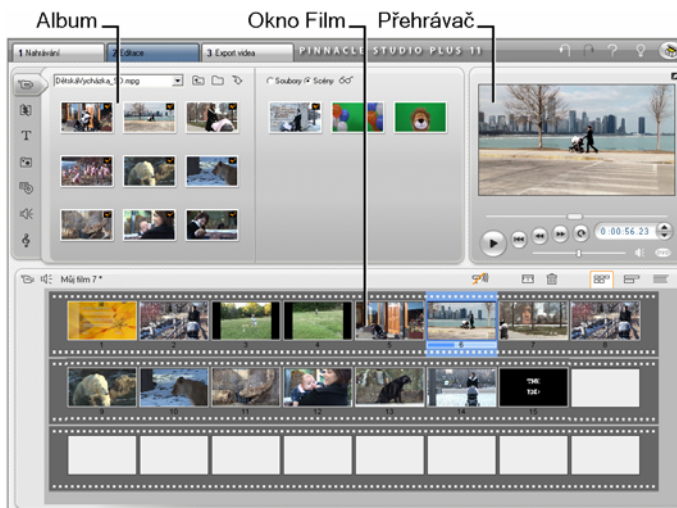 Album Okno Film Přehrávač
1 Nahrávání 2 Editace 3 Export videa PINNACLE STUDIO PLUS 11
DětskáVycházka_SD.mpg Soubory Scény
0:00:56.23
Můj film 7 *
1 2 3 4 5 6 7 8
9 10 11 12 13 14 15